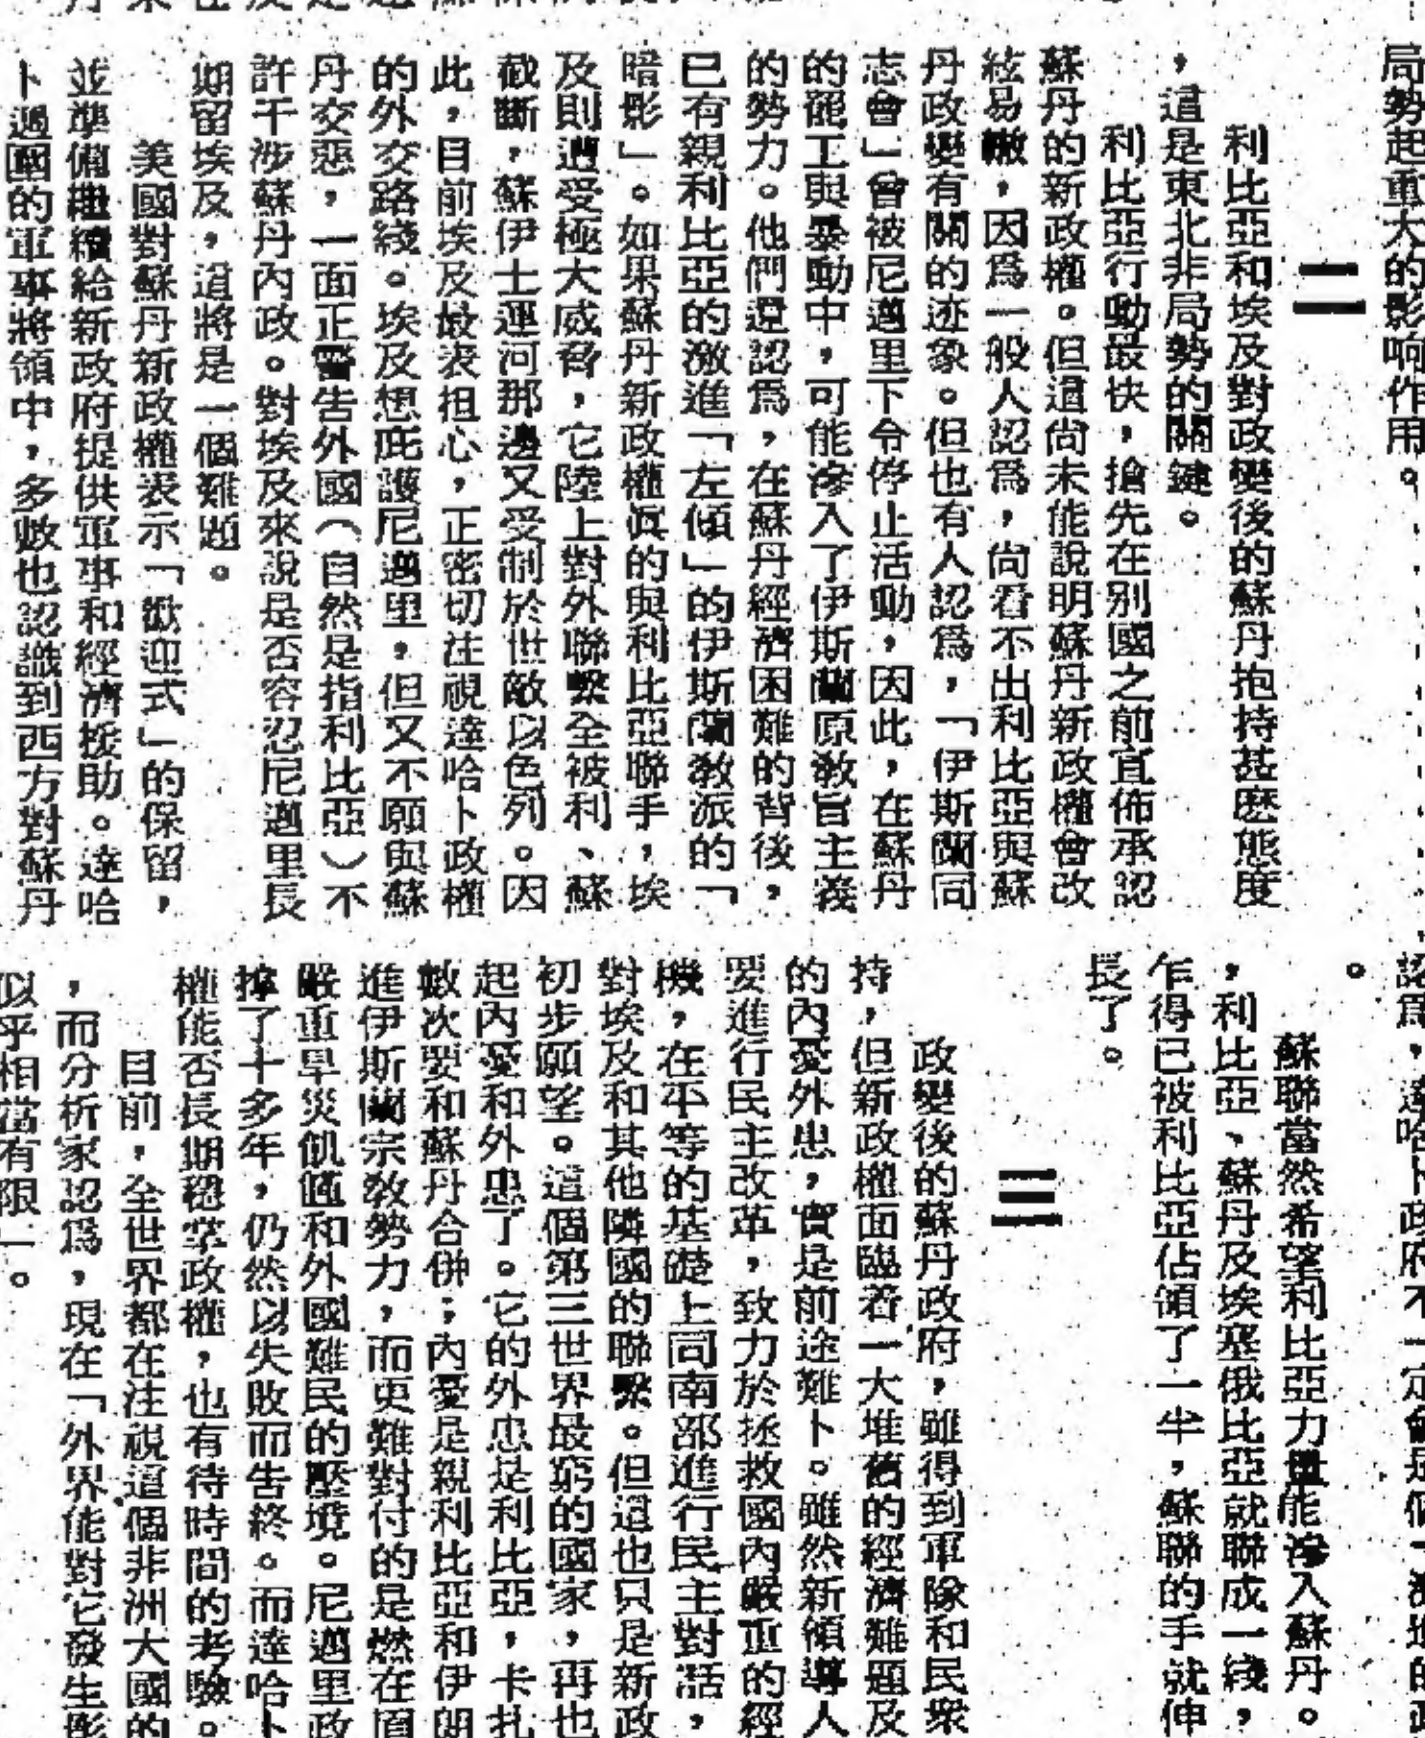 局勢起重大的影响作用。
二
利比亞和埃及對政變後的蘇丹抱持甚麽態度
，這是東北非局勢的關鍵。
利比亞行動最快，搶先在别國之前宣佈承認
蘇丹的新政權。但這尚未能說明蘇丹新政權會改
絃易轍，因爲一般人認爲，尚看不出利比亞與蘇
丹政變有關的迹象。但也有人認爲，「伊斯蘭同
志會」曾被尼邁里下令停止活動，因此，在蘇丹
的罷工與暴動中，可能滲入了伊斯蘭原敎旨主義
的勢力。他們還認爲，在蘇丹經濟困難的背後，
已有親利比亞的激進「左傾」的伊斯蘭敎派的「
暗影」。如果蘇丹新政權眞的與利比亞聯手，埃
及則遭受極大威脅，它陸上對外聯繫全被利、蘇
截斷，蘇伊士運河那邊又受制於世敵以色列。因
此，目前埃及最表担心，正密切注視達哈卜政權
的外交路綫。埃及想庇護尼邁里，但又不願與蘇
丹交惡，一面正警告外國（自然是指利比亞）不
許干涉蘇丹內政。對埃及來說是否容忍尼邁里長
期留埃及，這將是一個難題。
美國對蘇丹新政權表示「歡迎式」的保留，
並準備繼續給新政府提供軍事和經濟援助。達哈
卜週圍的軍事將領中，多數也認識到西方對蘇丹
認爲，達哈卜政府不一定會是個「激進的政
。
蘇聯當然希望利比亞力量能滲入蘇丹。
，利比亞、蘇丹及埃塞俄比亞就聯成一綫，
乍得已被利比亞佔領了一半，蘇聯的手就伸
長了。
三
政變後的蘇丹政府，雖得到軍隊和民衆
持，但新政權面臨着一大堆舊的經濟難題及
的內憂外患，實是前途難卜。雖然新領導人
要進行民主改革，致力於拯救國內嚴重的經
機，在平等的基礎上同南部進行民主對話，
對埃及和其他隣國的聯繫。但這也只是新政
初步願望。這個第三世界最窮的國家，再也
起內憂和外患了。它的外患是利比亞，卡扎
數次要和蘇丹合併；內憂是親利比亞和伊朗
進伊斯蘭宗敎勢力，而更難對付的是燃在眉
嚴重旱災飢饉和外國難民的壓境。尼邁里政
撑了十多年，仍然以失敗而告終。而達哈卜
權能否長期穩掌政權，也有待時間的考驗。
目前，全世界都在注視這個非洲大國的
，而分析家認爲，現在「外界能對它發生影
似乎相當有限」。